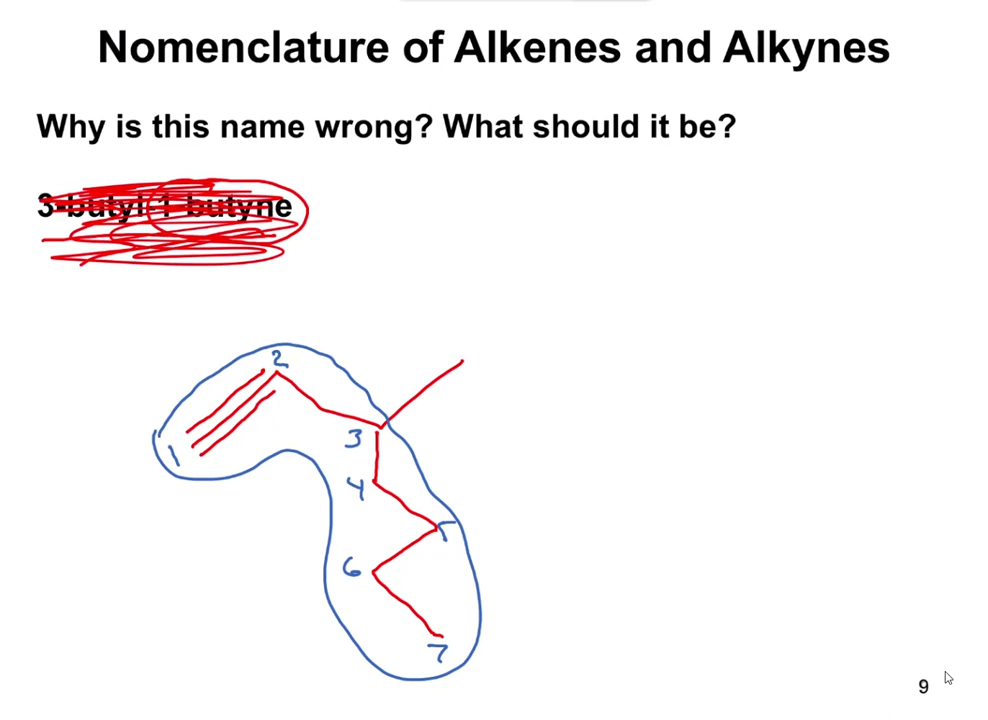 Nomenclature of Alkenes and Alkynes
Why is this name wrong? What should it be?
3-butyl-1-butyne
2
1
3
4
5
6
7
9